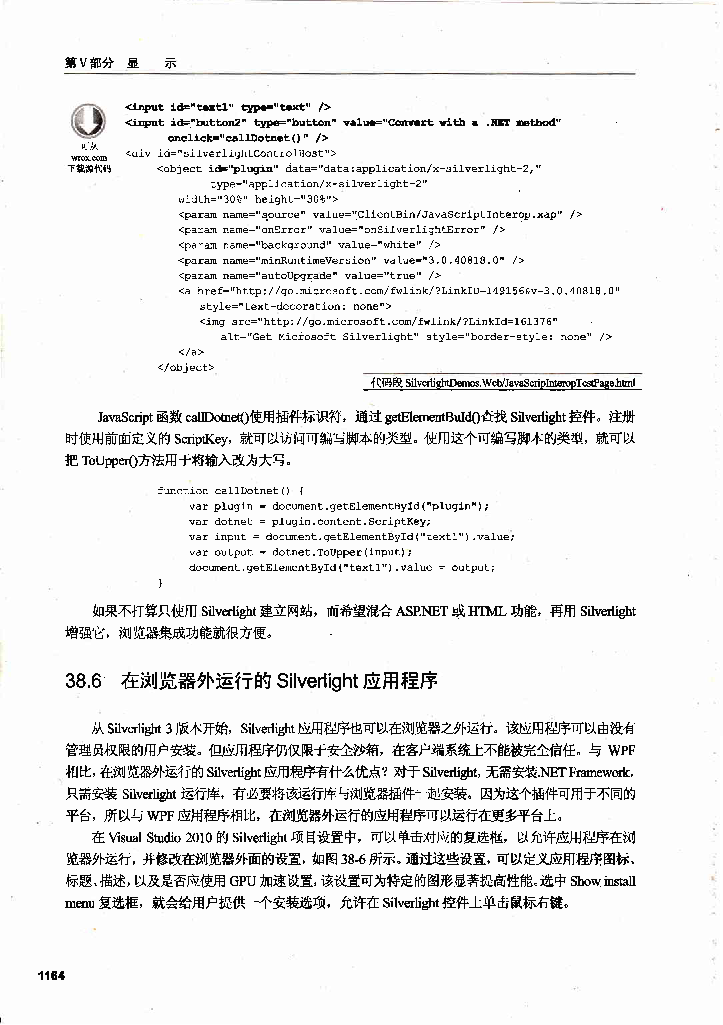 第V部分 显 示
<input id="text1" type="text" />
<input id="button2" type="button" value="Convert with a .NET method"
onclick="callDotnet()" />
可从
wrox.com
下载源代码
<div id="silverlightControlHost">
<object id="plugin" data="data:application/x-silverlight-2,"
type="application/x-silverlight-2"
width="30%" height="30%">
<param name="source" value="ClientBin/JavaScriptInterop.xap" />
<param name="onError" value="onSilverlightError" />
<param name="background" value="white" />
<param name="minRuntimeVersion" value="3.0.40818.0" />
<param name="autoUpgrade" value="true" />
<a href="http://go.microsoft.com/fwlink/?LinkID=149156&v=3.0.40818.0"
style="text-decoration: none">
<img src="http://go.microsoft.com/fwlink/?LinkId=161376"
alt="Get Microsoft Silverlight" style="border-style: none" />
</a>
</object>
代码段 SilverlightDemos.Web/JavaScripInteropTestPage.html
JavaScript 函数 callDotnet()使用插件标识符，通过 getElementBuId()查找 Silverlight 控件。注册
时使用前面定义的 ScriptKey，就可以访问可编写脚本的类型。使用这个可编写脚本的类型，就可以
把 ToUpper()方法用于将输入改为大写。
function callDotnet() {
var plugin = document.getElementById("plugin");
var dotnet = plugin.content.ScriptKey;
var input = document.getElementById("text1").value;
var output = dotnet.ToUpper(input);
document.getElementById("text1").value = output;
}
如果不打算只使用 Silverlight 建立网站，而希望混合 ASP.NET 或 HTML 功能，再用 Silverlight
增强它，浏览器集成功能就很方便。
38.6 在浏览器外运行的 Silverlight 应用程序
从 Silverlight 3 版本开始，Silverlight 应用程序也可以在浏览器之外运行。该应用程序可以由没有
管理员权限的用户安装。但应用程序仍仅限于安全沙箱，在客户端系统上不能被完全信任。与 WPF
相比，在浏览器外运行的 Silverlight 应用程序有什么优点？对于 Silverlight，无需安装.NET Framework，
只需安装 Silverlight 运行库，有必要将该运行库与浏览器插件一起安装。因为这个插件可用于不同的
平台，所以与 WPF 应用程序相比，在浏览器外运行的应用程序可以运行在更多平台上。
在 Visual Studio 2010 的 Silverlight 项目设置中，可以单击对应的复选框，以允许应用程序在浏
览器外运行，并修改在浏览器外面的设置，如图 38-6 所示。通过这些设置，可以定义应用程序图标、
标题、描述，以及是否应使用 GPU 加速设置，该设置可为特定的图形显著提高性能。选中 Show install
menu 复选框，就会给用户提供一个安装选项，允许在 Silverlight 控件上单击鼠标右键。
1164